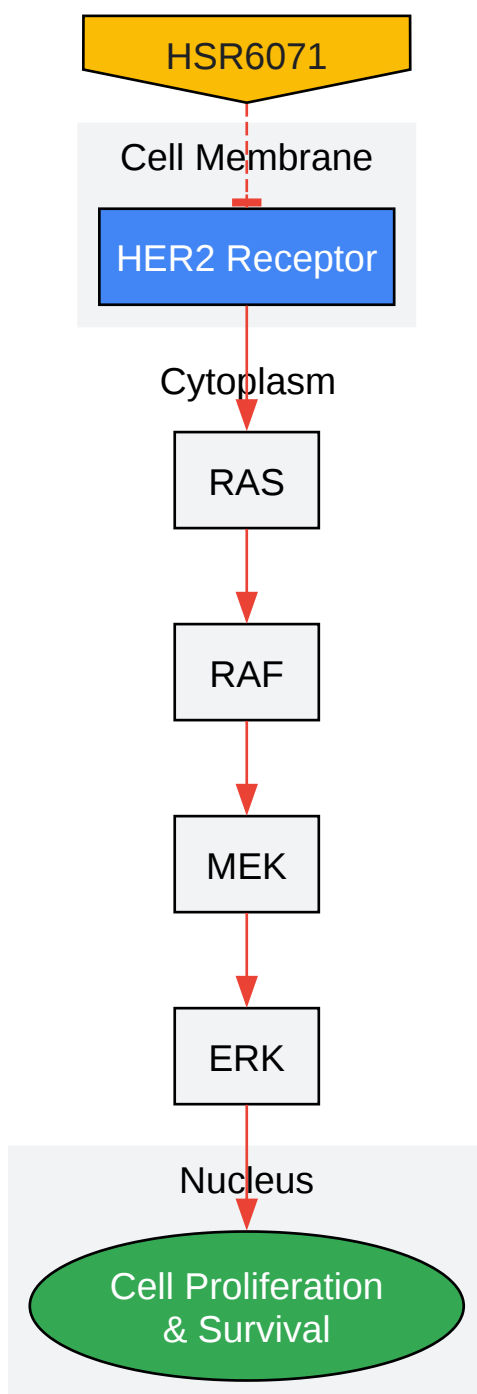 HSR6071
Cell Membrane
HER2 Receptor
Cytoplasm
RAS
RAF
MEK
ERK
Nucleus
Cell Proliferation
& Survival